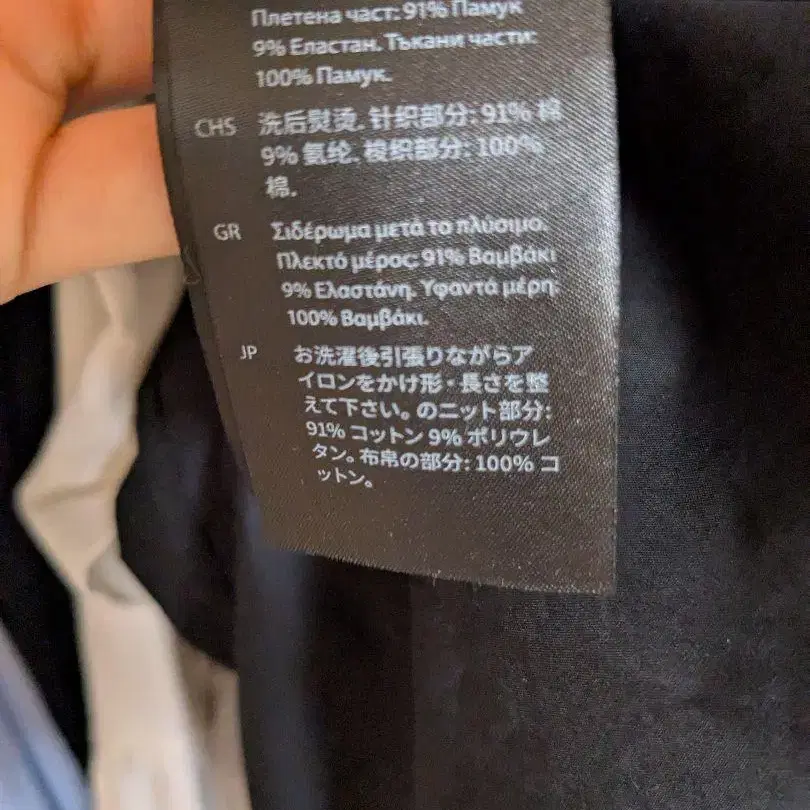 Плетена част: 91% Памук
9% Еластан. Тъкани части:
100% Памук.
CHS 洗后熨烫. 针织部分: 91% 棉
9% 氨纶. 梭织部分: 100%
棉.
GR Σιδέρωμα μετά το πλύσιμο.
Πλεκτό μέρος: 91% Βαμβάκι
9% Ελαστάνη. Υφαντά μέρη:
100% Βαμβάκι.
JP お洗濯後引張りながらア
イロンをかけ形・長さを整
えて下さい。のニット部分:
91% コットン 9% ポリウレ
タン。布帛の部分: 100% コ
ットン。